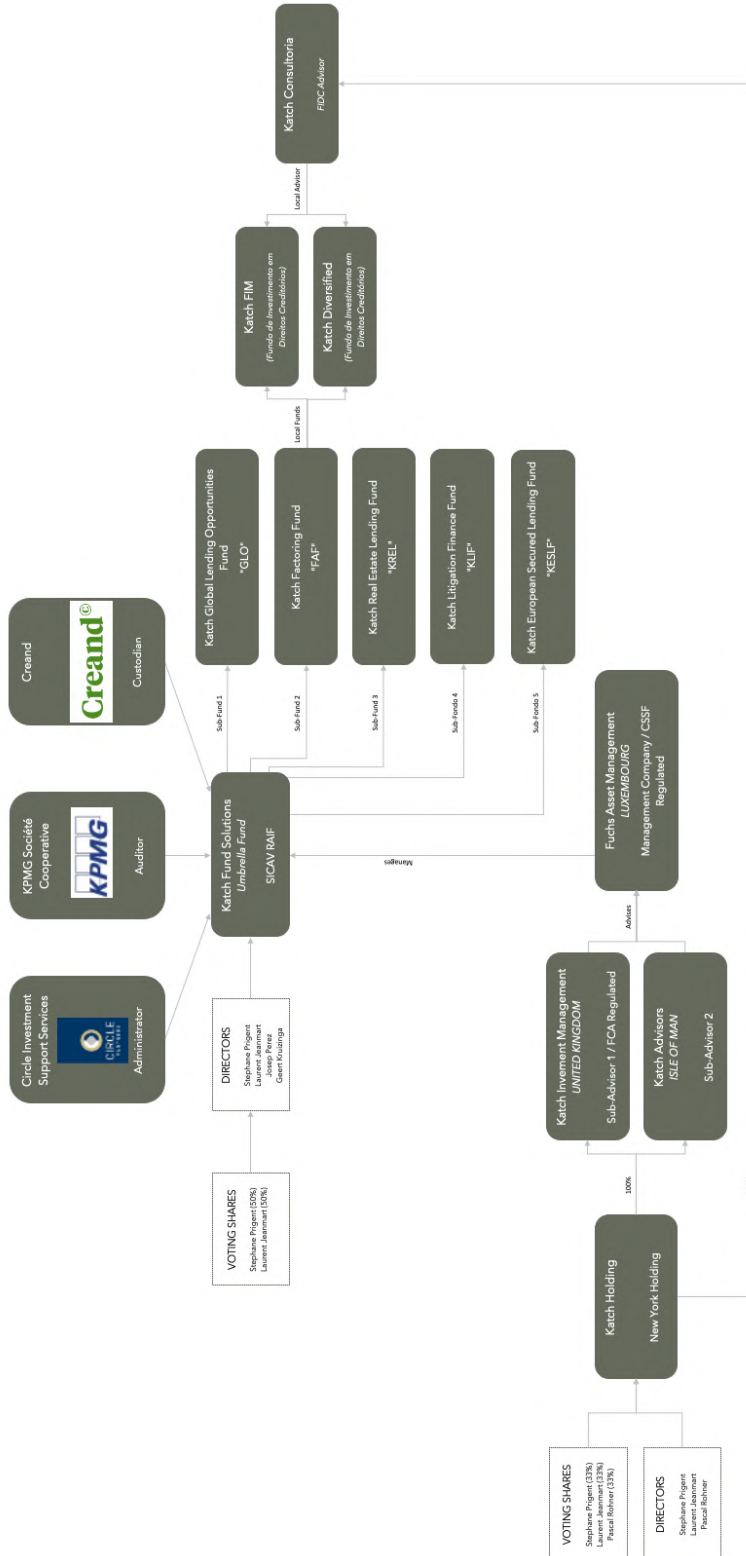 Circle Investment
Support Services
CIRCLE
PARTNERS
Administrator
KPMG Société
Cooperative
KPMG
Auditor
Creand
Creand©
Custodian
VOTING SHARES
Stephane Prigent (50%)
Laurent Jeanmart (50%)
DIRECTORS
Stephane Prigent
Laurent Jeanmart
Josep Perez
Geert Kruizinga
Katch Fund Solutions
Umbrella Fund
SICAV RAIF
Sub-Fund 1
Katch Global Lending Opportunities
Fund
"GLO"
Sub-Fund 2
Katch Factoring Fund
"FAF"
Sub-Fund 3
Katch Real Estate Lending Fund
"KREL"
Sub-Fondo 4
Katch Litigation Finance Fund
"KLIF"
Sub-Fondo 5
Katch European Secured Lending Fund
"KESLF"
Local Funds
Katch FIM
(Fundo de Investimento em
Direitos Creditórios)
Katch Diversified
(Fundo de Investimento em
Direitos Creditórios)
Local Advisor
Katch Consultoria
FIDC Advisor
Manages
VOTING SHARES
Stephane Prigent (33%)
Laurent Jeanmart (33%)
Pascal Rohner (33%)
DIRECTORS
Stephane Prigent
Laurent Jeanmart
Pascal Rohner
Katch Holding
New York Holding
100%
Katch Invement Management
UNITED KINGDOM
Sub-Advisor 1 / FCA Regulated
Katch Advisors
ISLE OF MAN
Sub-Advisor 2
Advises
Fuchs Asset Management
LUXEMBOURG
Management Company / CSSF
Regulated